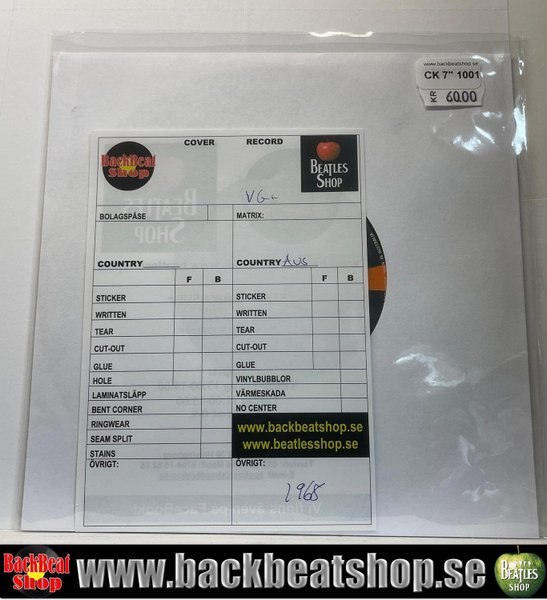 www.backbeatshop.se
CK 7" 1001
KR 60.00
BackBeat Shop
COVER RECORD
BEATLES SHOP
VG-
BOLAGSPÅSE MATRIX:
COUNTRY COUNTRY AUS
F B F B
STICKER STICKER
WRITTEN WRITTEN
TEAR TEAR
CUT-OUT CUT-OUT
GLUE GLUE
HOLE VINYLBUBBLOR
LAMINATSLÄPP VÄRMESKADA
BENT CORNER NO CENTER
RINGWEAR
SEAM SPLIT
STAINS
www.backbeatshop.se
www.beatlesshop.se
ÖVRIGT: ÖVRIGT:
1968
BackBeat Shop www.backbeatshop.se BEATLES SHOP